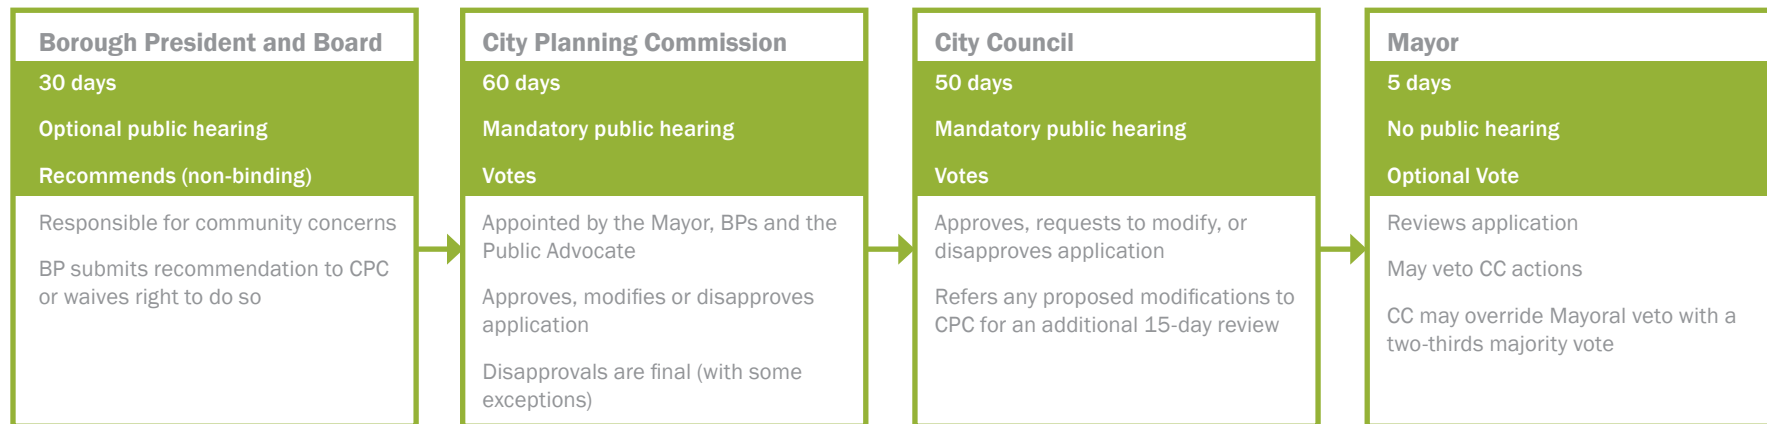 Borough President and Board
30 days
Optional public hearing
Recommends (non-binding)
Responsible for community concerns
BP submits recommendation to CPC
or waives right to do so
City Planning Commission
60 days
Mandatory public hearing
Votes
Appointed by the Mayor, BPs and the
Public Advocate
Approves, modifies or disapproves
application
Disapprovals are final (with some
exceptions)
City Council
50 days
Mandatory public hearing
Votes
Approves, requests to modify, or
disapproves application
Refers any proposed modifications to
CPC for an additional 15-day review
Mayor
5 days
No public hearing
Optional Vote
Reviews application
May veto CC actions
CC may override Mayoral veto with a
two-thirds majority vote